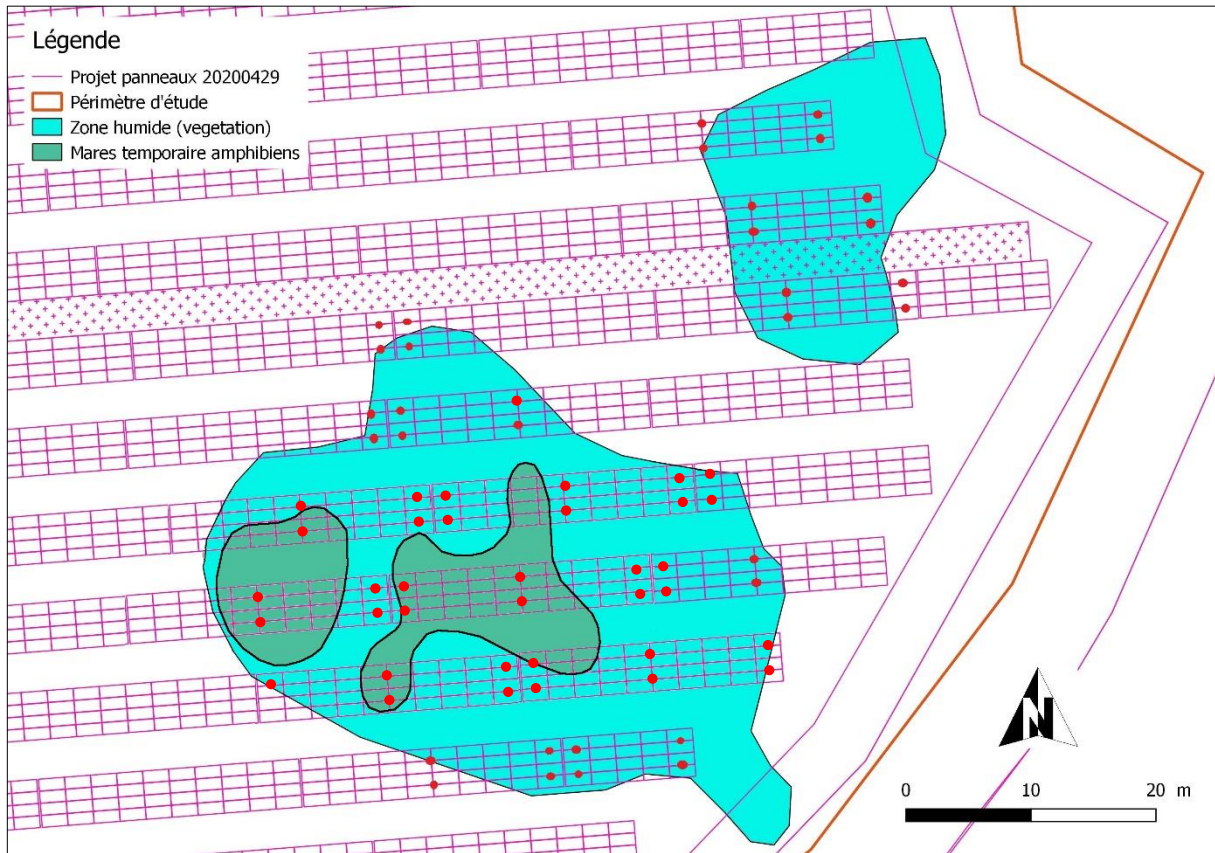 Légende
Projet panneaux 20200429
Périmètre d'étude
Zone humide (vegetation)
Mares temporaire amphibiens
N
0 10 20 m